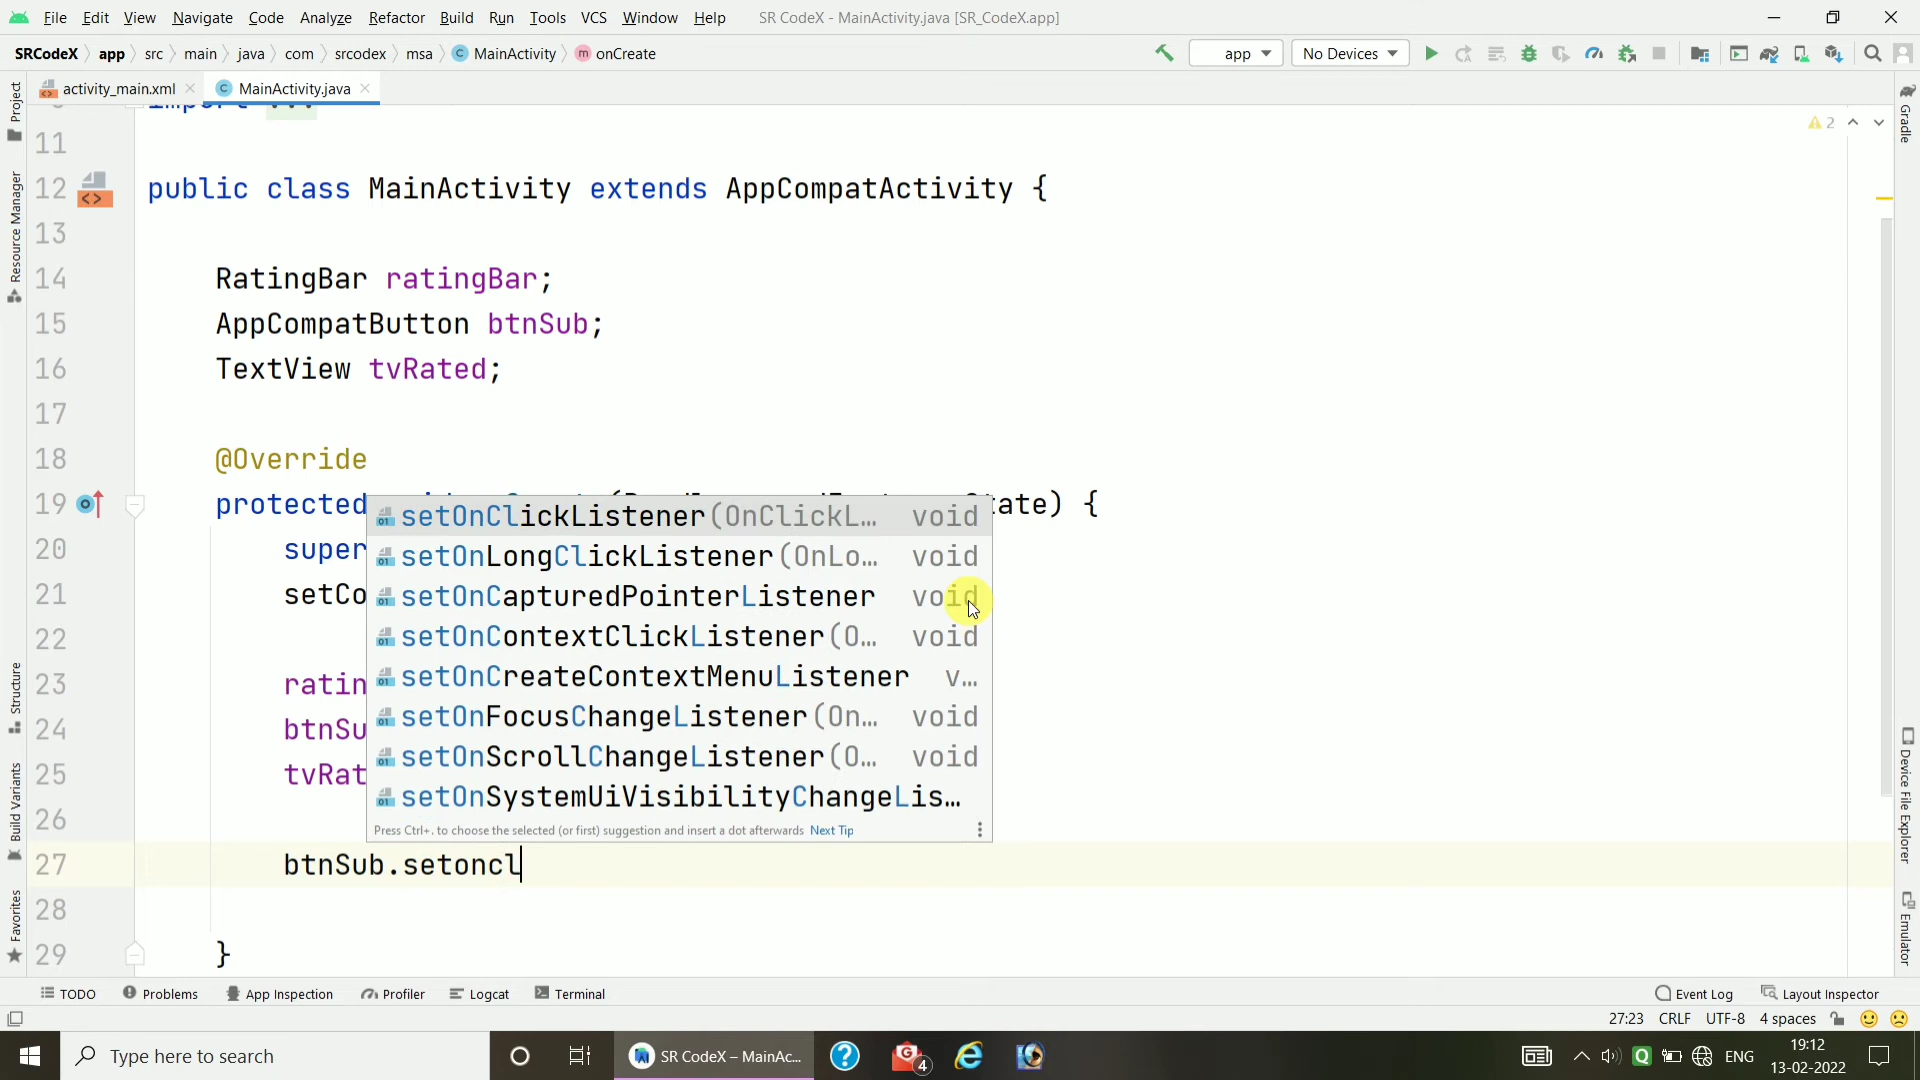 File Edit View Navigate Code Analyze Refactor Build Run Tools VCS Window Help SR CodeX - MainActivity.java [SR_CodeX.app]
SRCodeX app src main java com srcodex msa MainActivity onCreate app No Devices
activity_main.xml MainActivity.java
Project
Resource Manager
Structure
Build Variants
Favorites
Gradle
Device File Explorer
Emulator
2
11
12 public class MainActivity extends AppCompatActivity {
13
14 RatingBar ratingBar;
15 AppCompatButton btnSub;
16 TextView tvRated;
17
18 @Override
19 protected tate) {
20 super
21 setCo
22
23 ratin
24 btnSu
25 tvRat
26
27 btnSub.setoncl
28
29 }
setOnClickListener(OnClickL... void
setOnLongClickListener(OnLo... void
setOnCapturedPointerListener void
setOnContextClickListener(O... void
setOnCreateContextMenuListener v...
setOnFocusChangeListener(On... void
setOnScrollChangeListener(O... void
setOnSystemUiVisibilityChangeLis...
Press Ctrl+. to choose the selected (or first) suggestion and insert a dot afterwards Next Tip
TODO Problems App Inspection Profiler Logcat Terminal Event Log Layout Inspector
27:23 CRLF UTF-8 4 spaces
Type here to search SR CodeX – MainAc... 4 ENG 19:12
13-02-2022